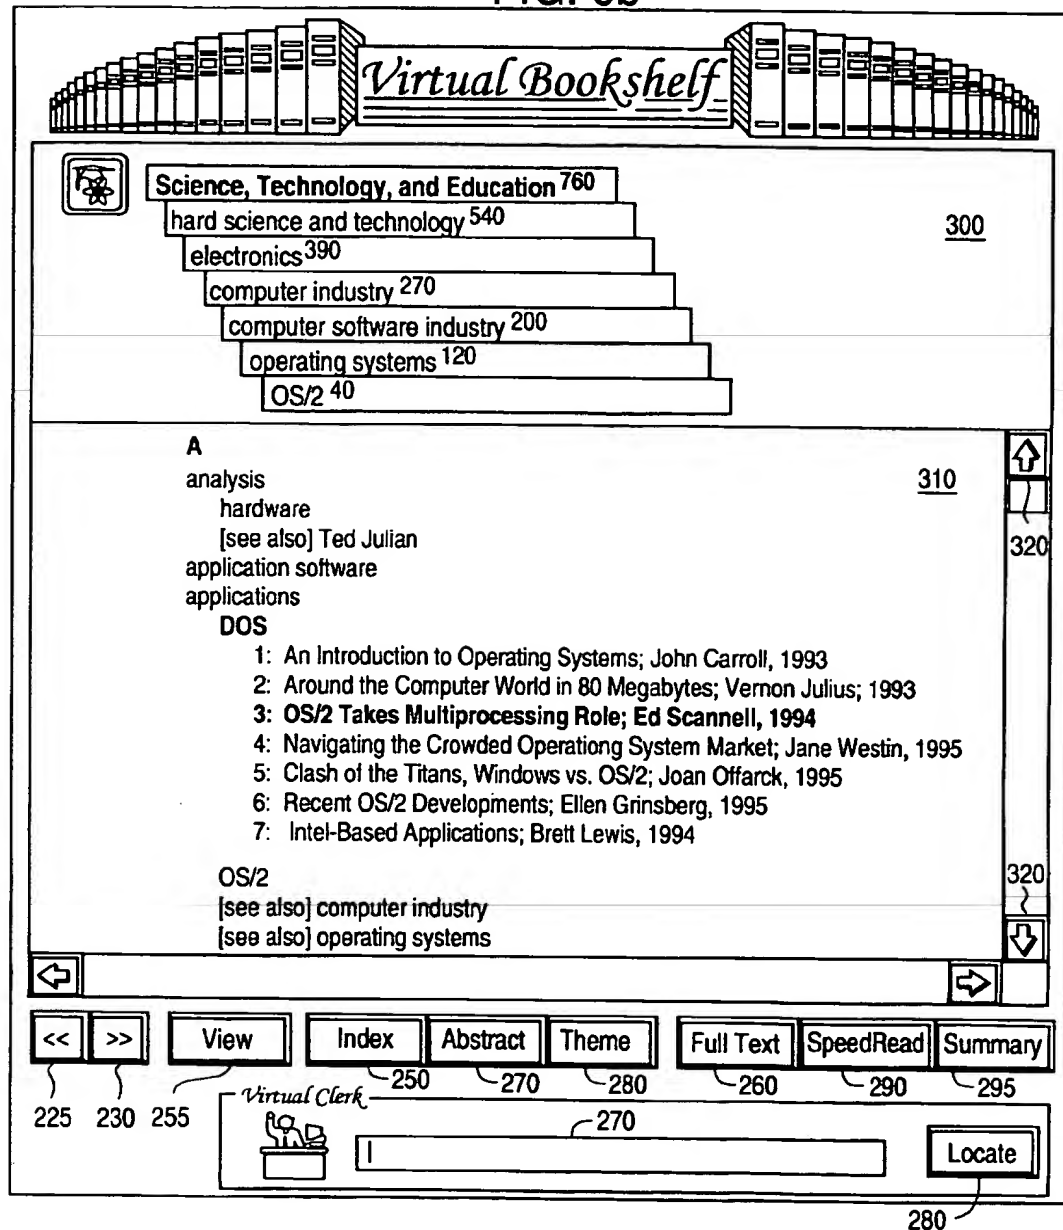 Virtual Bookshelf
Science, Technology, and Education 760
hard science and technology 540
300
electronics 390
computer industry 270
computer software industry 200
operating systems 120
OS/2 40
A
analysis
310
hardware
[see also] Ted Julian
320
application software
applications
DOS
1: An Introduction to Operating Systems; John Carroll, 1993
2: Around the Computer World in 80 Megabytes; Vernon Julius; 1993
3: OS/2 Takes Multiprocessing Role; Ed Scannell, 1994
4: Navigating the Crowded Operationg System Market; Jane Westin, 1995
5: Clash of the Titans, Windows vs. OS/2; Joan Offarck, 1995
6: Recent OS/2 Developments; Ellen Grinsberg, 1995
7: Intel-Based Applications; Brett Lewis, 1994
OS/2
320
[see also] computer industry
[see also] operating systems
<< >> View Index Abstract Theme Full Text SpeedRead Summary
250 270 280 260 290 295
225 230 255
Virtual Clerk
270
Locate
280